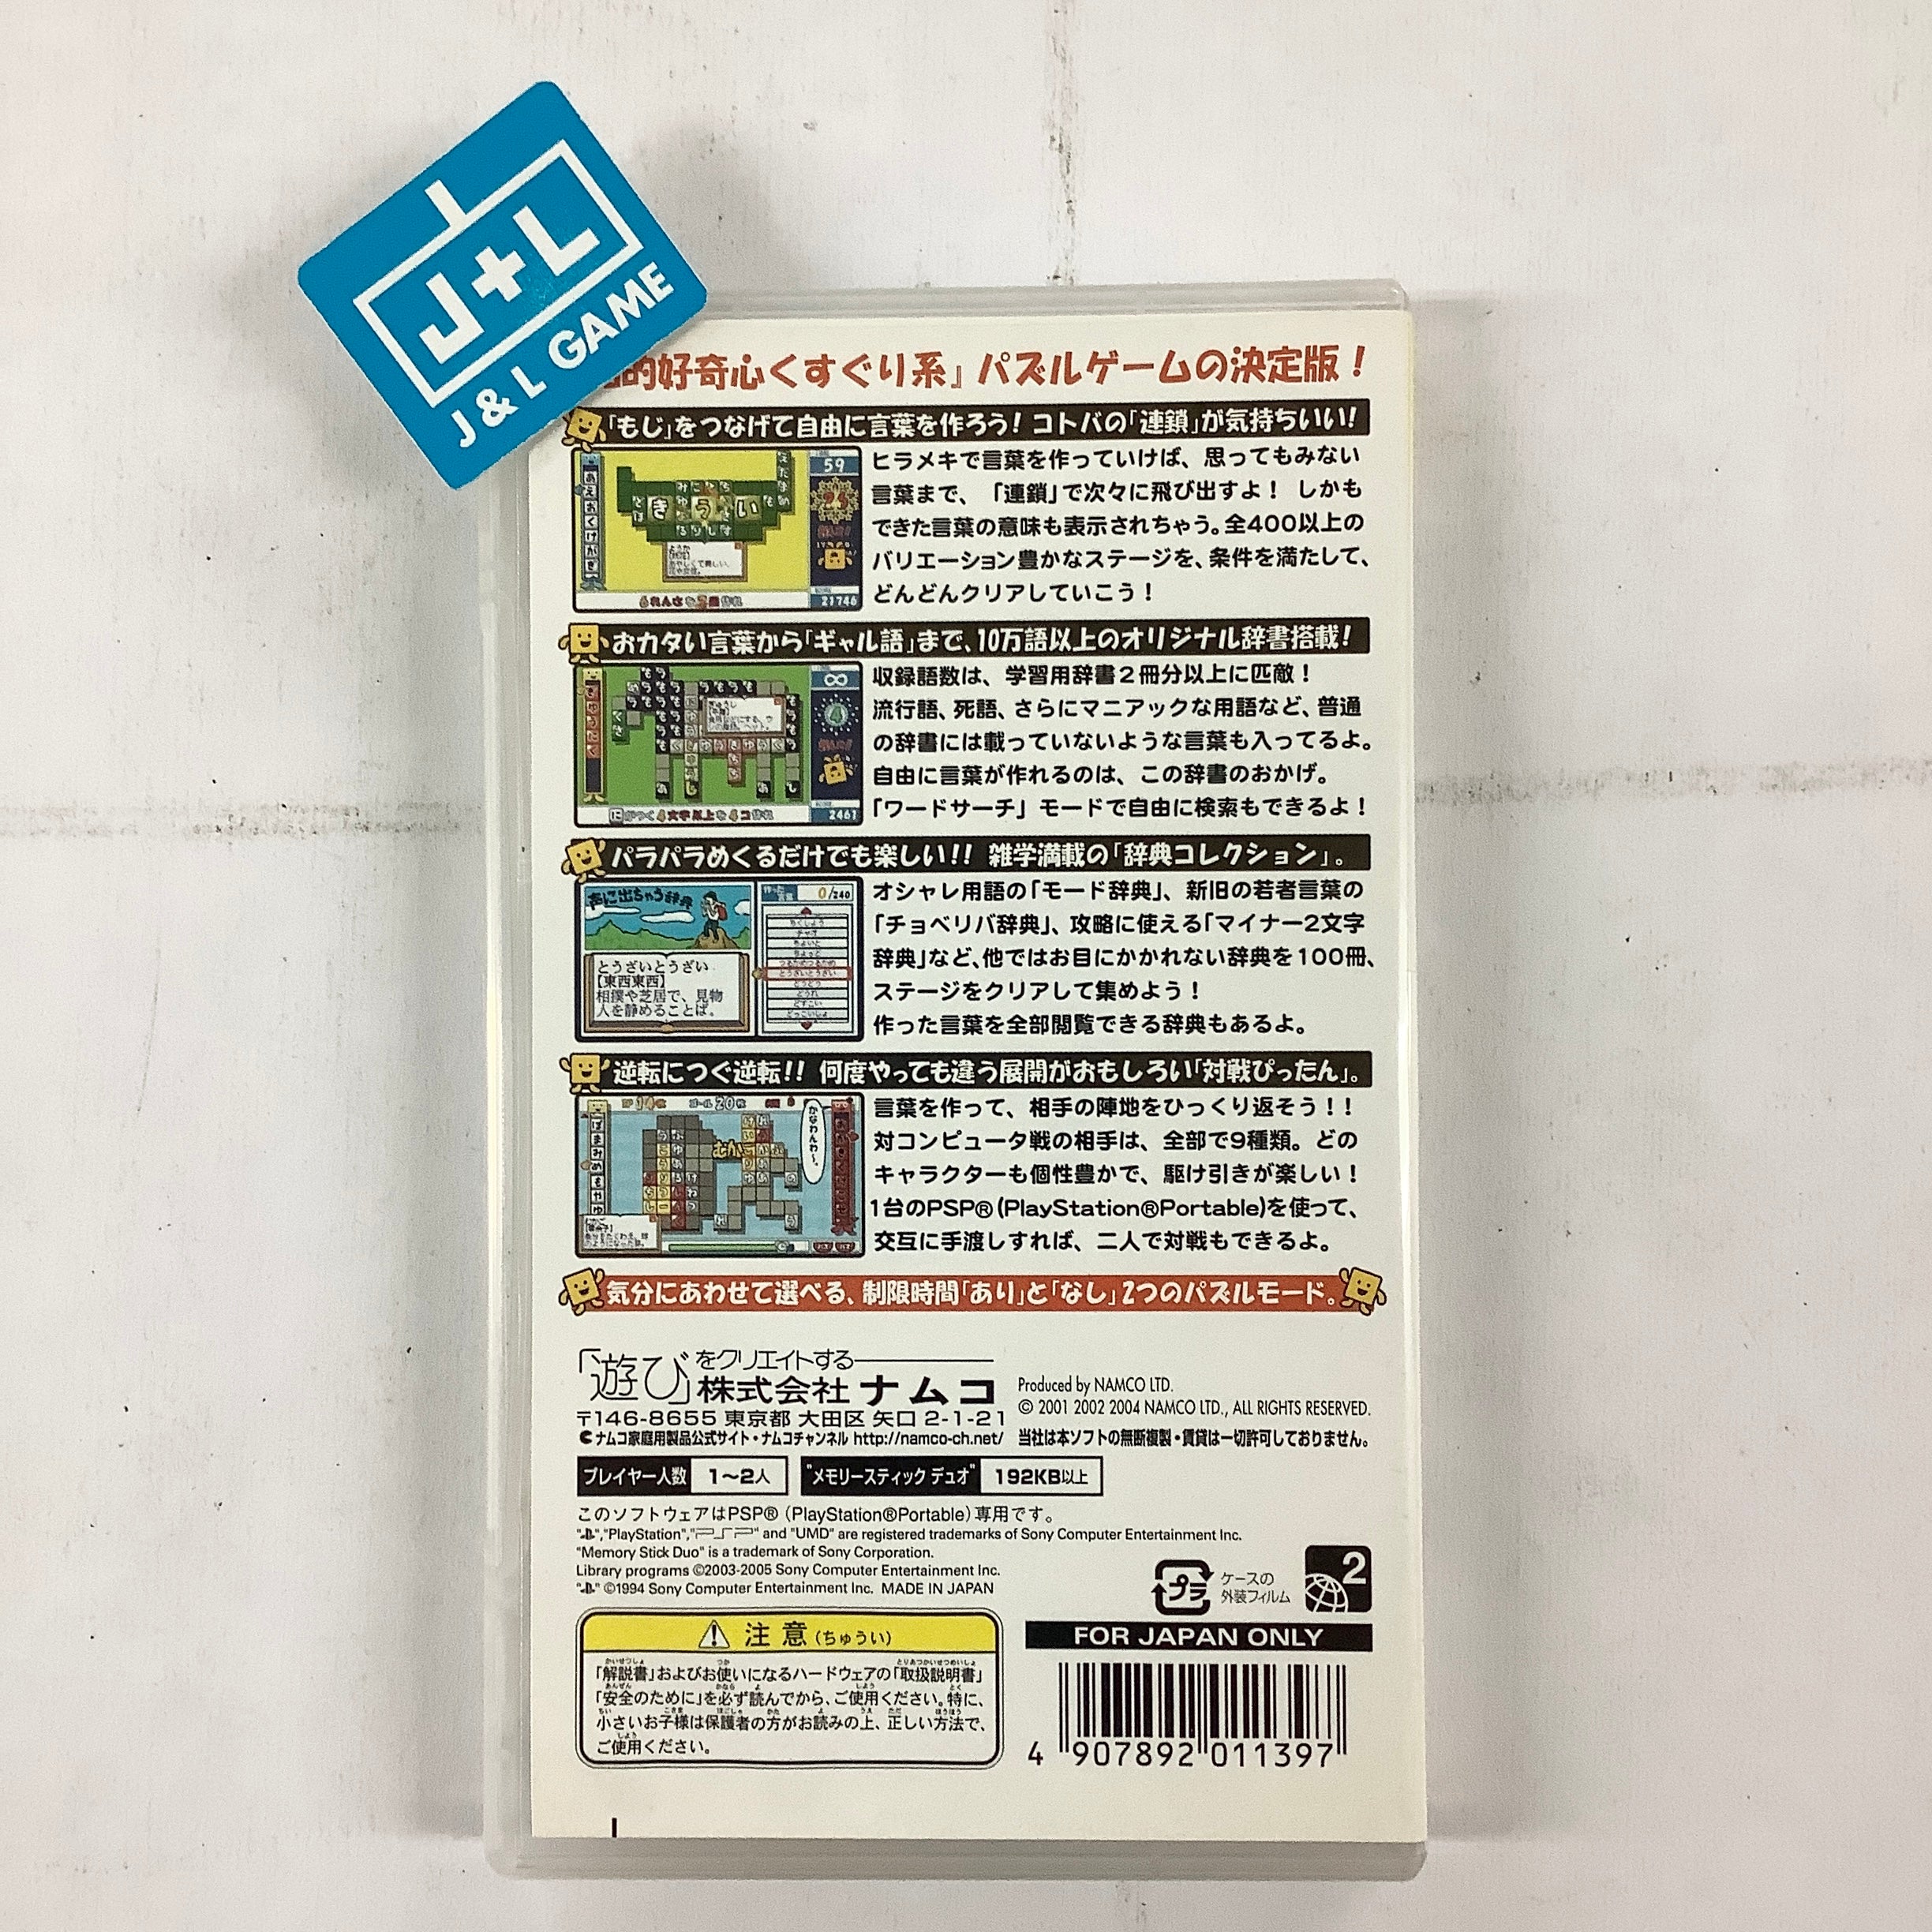 J+L
J & L GAME
的好奇心くすぐり系』パズルゲームの決定版！
「もじ」をつなげて自由に言葉を作ろう！コトバの「連鎖」が気持ちいい！
ヒラメキで言葉を作っていけば、思ってもみない
言葉まで、「連鎖」で次々に飛び出すよ！しかも
できた言葉の意味も表示されちゃう。全400以上の
バリエーション豊かなステージを、条件を満たして、
どんどんクリアしていこう！
59
きうい
21746
おカタい言葉から「ギャル語」まで、10万語以上のオリジナル辞書搭載！
収録語数は、学習用辞書2冊分以上に匹敵！
流行語、死語、さらにマニアックな用語など、普通
の辞書には載っていないような言葉も入ってるよ。
自由に言葉が作れるのは、この辞書のおかげ。
「ワードサーチ」モードで自由に検索もできるよ！
∞
4
2461
パラパラめくるだけでも楽しい!! 雑学満載の「辞典コレクション」。
オシャレ用語の「モード辞典」、新旧の若者言葉の
「チョベリバ辞典」、攻略に使える「マイナー2文字
辞典」など、他ではお目にかかれない辞典を100冊、
ステージをクリアして集めよう！
作った言葉を全部閲覧できる辞典もあるよ。
声に出ちゃう辞典
0/240
とうざいとうざい
【東西東西】
相撲や芝居で、見物
人を静めることば。
逆転につぐ逆転!! 何度やっても違う展開がおもしろい「対戦ぴったん」。
言葉を作って、相手の陣地をひっくり返そう！！
対コンピュータ戦の相手は、全部で9種類。どの
キャラクターも個性豊かで、駆け引きが楽しい！
1台のPSP®(PlayStation®Portable)を使って、
交互に手渡しすれば、二人で対戦もできるよ。
かなわんわ〜。
気分にあわせて選べる、制限時間「あり」と「なし」2つのパズルモード。
「遊び」をクリエイトする
株式会社ナムコ
〒146-8655 東京都 大田区 矢口 2-1-21
ナムコ家庭用製品公式サイト・ナムコチャンネル http://namco-ch.net/
Produced by NAMCO LTD.
© 2001 2002 2004 NAMCO LTD., ALL RIGHTS RESERVED.
当社は本ソフトの無断複製・賃貸は一切許可しておりません。
プレイヤー人数 1〜2人 "メモリースティック デュオ" 192KB以上
このソフトウェアはPSP®（PlayStation®Portable）専用です。
"", "PlayStation", "PSP" and "UMD" are registered trademarks of Sony Computer Entertainment Inc.
"Memory Stick Duo" is a trademark of Sony Corporation.
Library programs ©2003-2005 Sony Computer Entertainment Inc.
"" ©1994 Sony Computer Entertainment Inc. MADE IN JAPAN
プラ
ケースの
外装フィルム
2
FOR JAPAN ONLY
注意(ちゅうい)
「解説書」およびお使いになるハードウェアの「取扱説明書」
「安全のために」を必ず読んでから、ご使用ください。特に、
小さいお子様は保護者の方がお読みの上、正しい方法で、
ご使用ください。
4 907892 011397